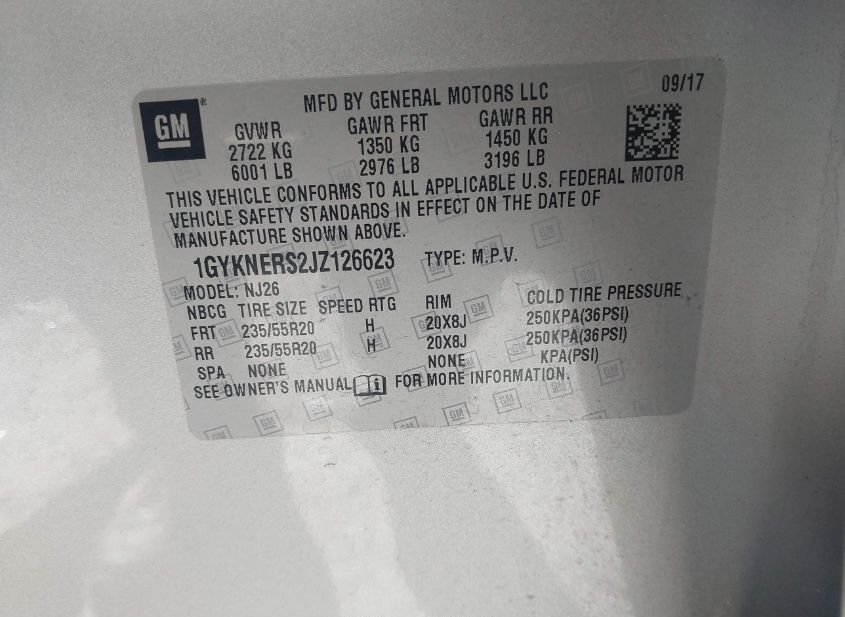 GM® MFD BY GENERAL MOTORS LLC 09/17
GVWR GAWR FRT GAWR RR
2722 KG 1350 KG 1450 KG
6001 LB 2976 LB 3196 LB
THIS VEHICLE CONFORMS TO ALL APPLICABLE U.S. FEDERAL MOTOR
VEHICLE SAFETY STANDARDS IN EFFECT ON THE DATE OF
MANUFACTURE SHOWN ABOVE.
1GYKNERS2JZ126623 TYPE: M.P.V.
MODEL: NJ26
NBCG TIRE SIZE SPEED RTG RIM COLD TIRE PRESSURE
FRT 235/55R20 H 20X8J 250KPA(36PSI)
RR 235/55R20 H 20X8J 250KPA(36PSI)
SPA NONE NONE KPA(PSI)
SEE OWNER'S MANUAL FOR MORE INFORMATION.